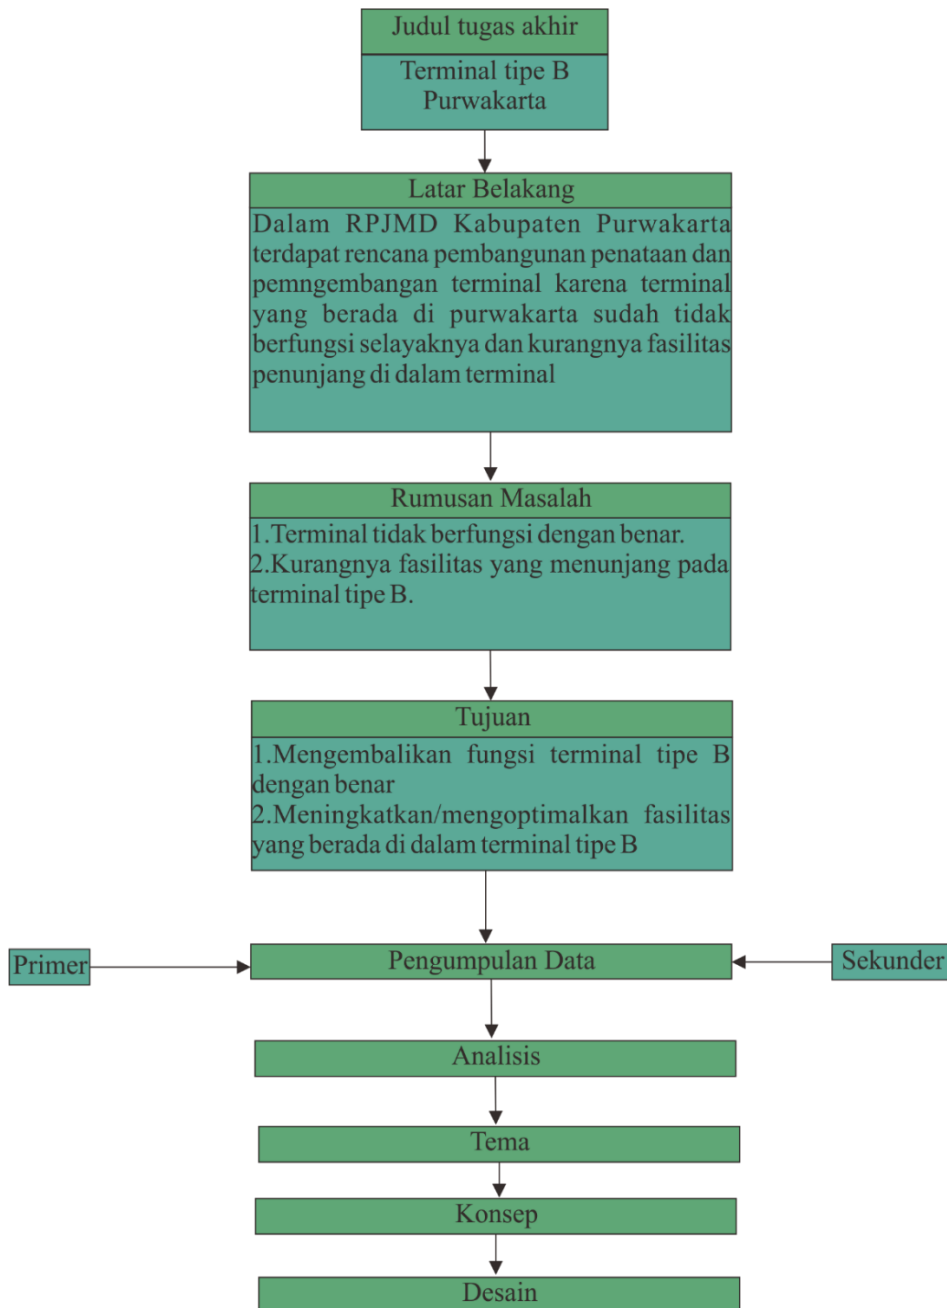 Judul tugas akhir
Terminal tipe B
Purwakarta
Latar Belakang
Dalam RPJMD Kabupaten Purwakarta
terdapat rencana pembangunan penataan dan
pemngembangan terminal karena terminal
yang berada di purwakarta sudah tidak
berfungsi selayaknya dan kurangnya fasilitas
penunjang di dalam terminal
Rumusan Masalah
1.Terminal tidak berfungsi dengan benar.
2.Kurangnya fasilitas yang menunjang pada
terminal tipe B.
Tujuan
1.Mengembalikan fungsi terminal tipe B
dengan benar
2.Meningkatkan/mengoptimalkan fasilitas
yang berada di dalam terminal tipe B
Primer
Pengumpulan Data
Sekunder
Analisis
Tema
Konsep
Desain